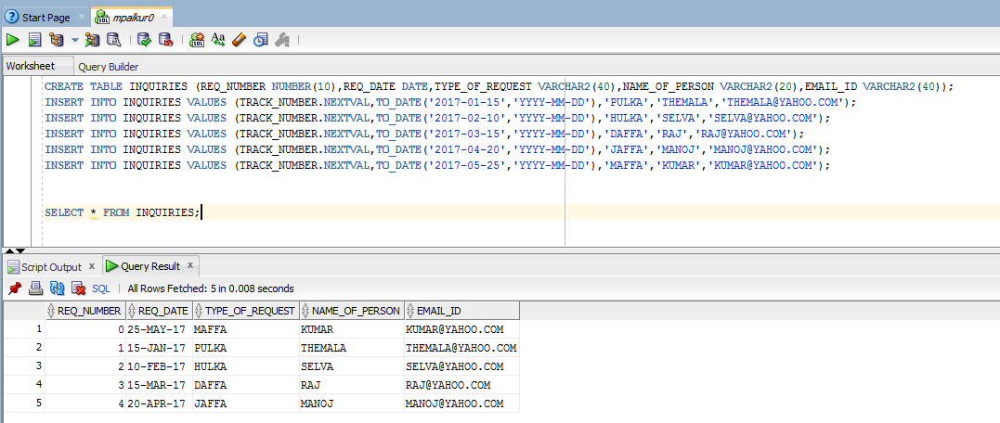 Start Page
mpalkur0
Worksheet Query Builder
CREATE TABLE INQUIRIES (REQ_NUMBER NUMBER(10),REQ_DATE DATE,TYPE_OF_REQUEST VARCHAR2(40),NAME_OF_PERSON VARCHAR2(20),EMAIL_ID VARCHAR2(40));
INSERT INTO INQUIRIES VALUES (TRACK_NUMBER.NEXTVAL,TO_DATE('2017-01-15','YYYY-MM-DD'),'PULKA','THEMALA','THEMALA@YAHOO.COM');
INSERT INTO INQUIRIES VALUES (TRACK_NUMBER.NEXTVAL,TO_DATE('2017-02-10','YYYY-MM-DD'),'HULKA','SELVA','SELVA@YAHOO.COM');
INSERT INTO INQUIRIES VALUES (TRACK_NUMBER.NEXTVAL,TO_DATE('2017-03-15','YYYY-MM-DD'),'DAFFA','RAJ','RAJ@YAHOO.COM');
INSERT INTO INQUIRIES VALUES (TRACK_NUMBER.NEXTVAL,TO_DATE('2017-04-20','YYYY-MM-DD'),'JAFFA','MANOJ','MANOJ@YAHOO.COM');
INSERT INTO INQUIRIES VALUES (TRACK_NUMBER.NEXTVAL,TO_DATE('2017-05-25','YYYY-MM-DD'),'MAFFA','KUMAR','KUMAR@YAHOO.COM');
SELECT * FROM INQUIRIES;
Script Output x Query Result x
SQL | All Rows Fetched: 5 in 0.008 seconds
REQ_NUMBER REQ_DATE TYPE_OF_REQUEST NAME_OF_PERSON EMAIL_ID
1 0 25-MAY-17 MAFFA KUMAR KUMAR@YAHOO.COM
2 1 15-JAN-17 PULKA THEMALA THEMALA@YAHOO.COM
3 2 10-FEB-17 HULKA SELVA SELVA@YAHOO.COM
4 3 15-MAR-17 DAFFA RAJ RAJ@YAHOO.COM
5 4 20-APR-17 JAFFA MANOJ MANOJ@YAHOO.COM